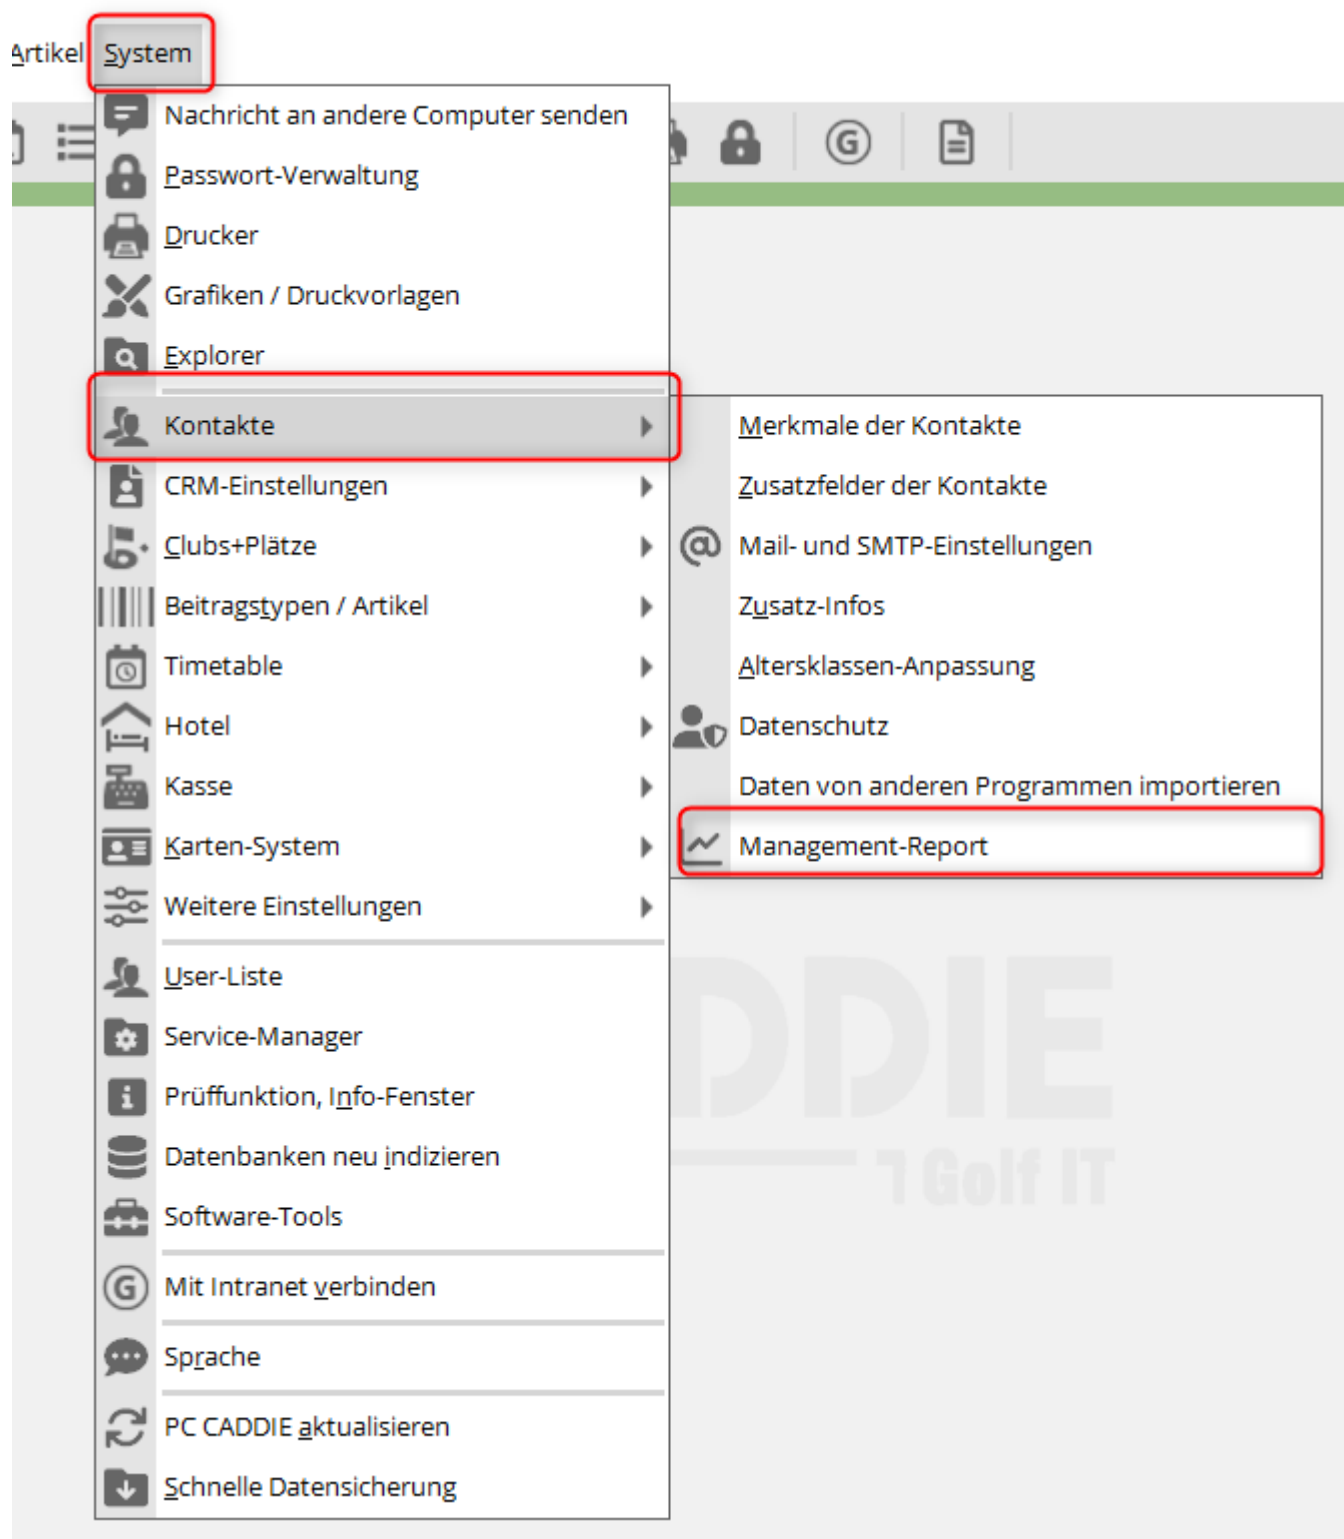 Artikel System
Nachricht an andere Computer senden
Passwort-Verwaltung
Drucker
Grafiken / Druckvorlagen
Explorer
Kontakte
CRM-Einstellungen
Clubs+Plätze
Beitragstypen / Artikel
Timetable
Hotel
Kasse
Karten-System
Weitere Einstellungen
User-Liste
Service-Manager
Prüffunktion, Info-Fenster
Datenbanken neu indizieren
Software-Tools
Mit Intranet verbinden
Sprache
PC CADDIE aktualisieren
Schnelle Datensicherung
Merkmale der Kontakte
Zusatzfelder der Kontakte
Mail- und SMTP-Einstellungen
Zusatz-Infos
Altersklassen-Anpassung
Datenschutz
Daten von anderen Programmen importieren
Management-Report
DDIE
Golf IT